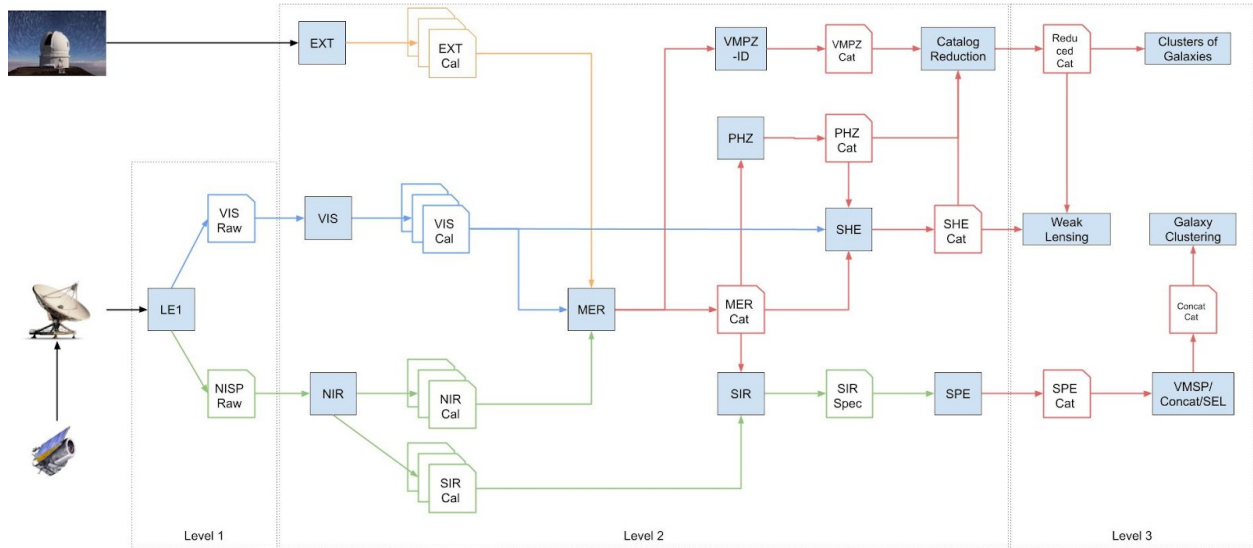 EXT
EXT
Cal
VMPZ
-ID
VMPZ
Cat
Catalog
Reduction
Redu
ced
Cat
Clusters of
Galaxies
PHZ
PHZ
Cat
VIS
Raw
VIS
VIS
Cal
SHE
SHE
Cat
Weak
Lensing
Galaxy
Clustering
LE1
MER
MER
Cat
Concat
Cat
NISP
Raw
NIR
NIR
Cal
SIR
SIR
Spec
SPE
SPE
Cat
VMSP/
Concat/SEL
SIR
Cal
Level 1
Level 2
Level 3